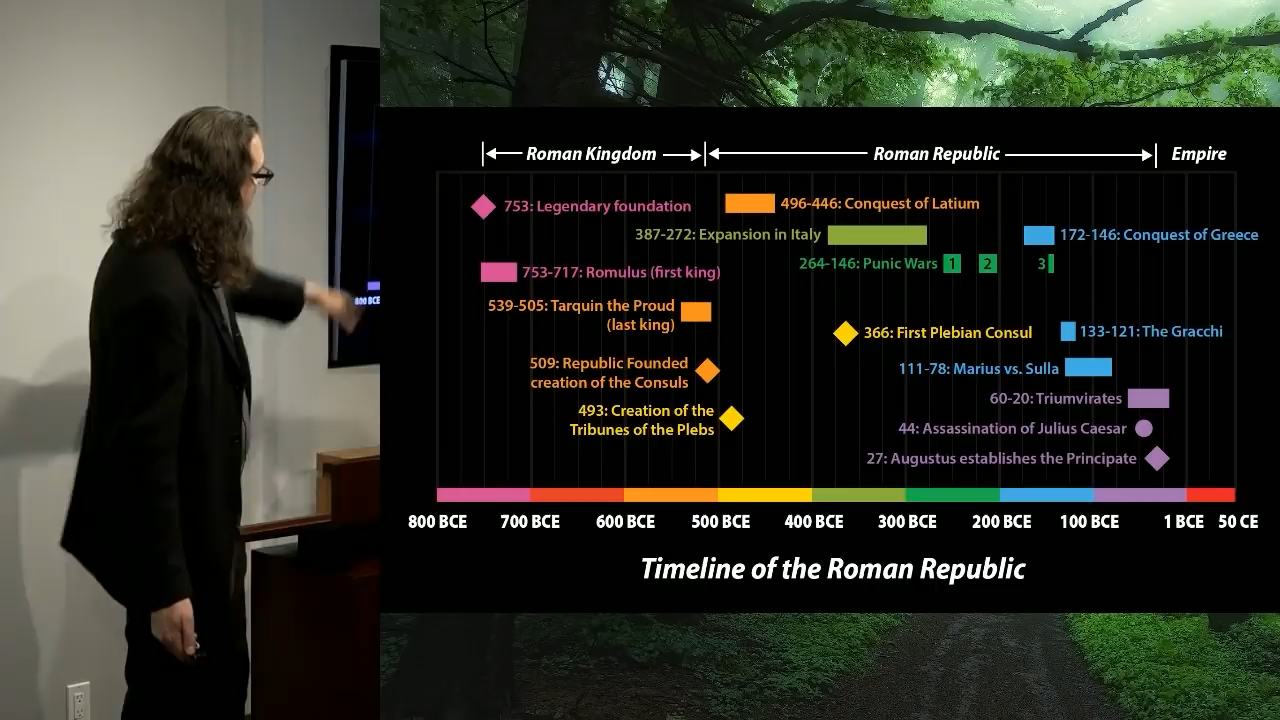 Roman Kingdom
Roman Republic
Empire
753: Legendary foundation
496-446: Conquest of Latium
387-272: Expansion in Italy
172-146: Conquest of Greece
264-146: Punic Wars 1 2 3
753-717: Romulus (first king)
539-505: Tarquin the Proud
(last king)
366: First Plebian Consul
133-121: The Gracchi
509: Republic Founded
creation of the Consuls
111-78: Marius vs. Sulla
60-20: Triumvirates
493: Creation of the
Tribunes of the Plebs
44: Assassination of Julius Caesar
27: Augustus establishes the Principate
800 BCE 700 BCE 600 BCE 500 BCE 400 BCE 300 BCE 200 BCE 100 BCE 1 BCE 50 CE
Timeline of the Roman Republic
800 BCE